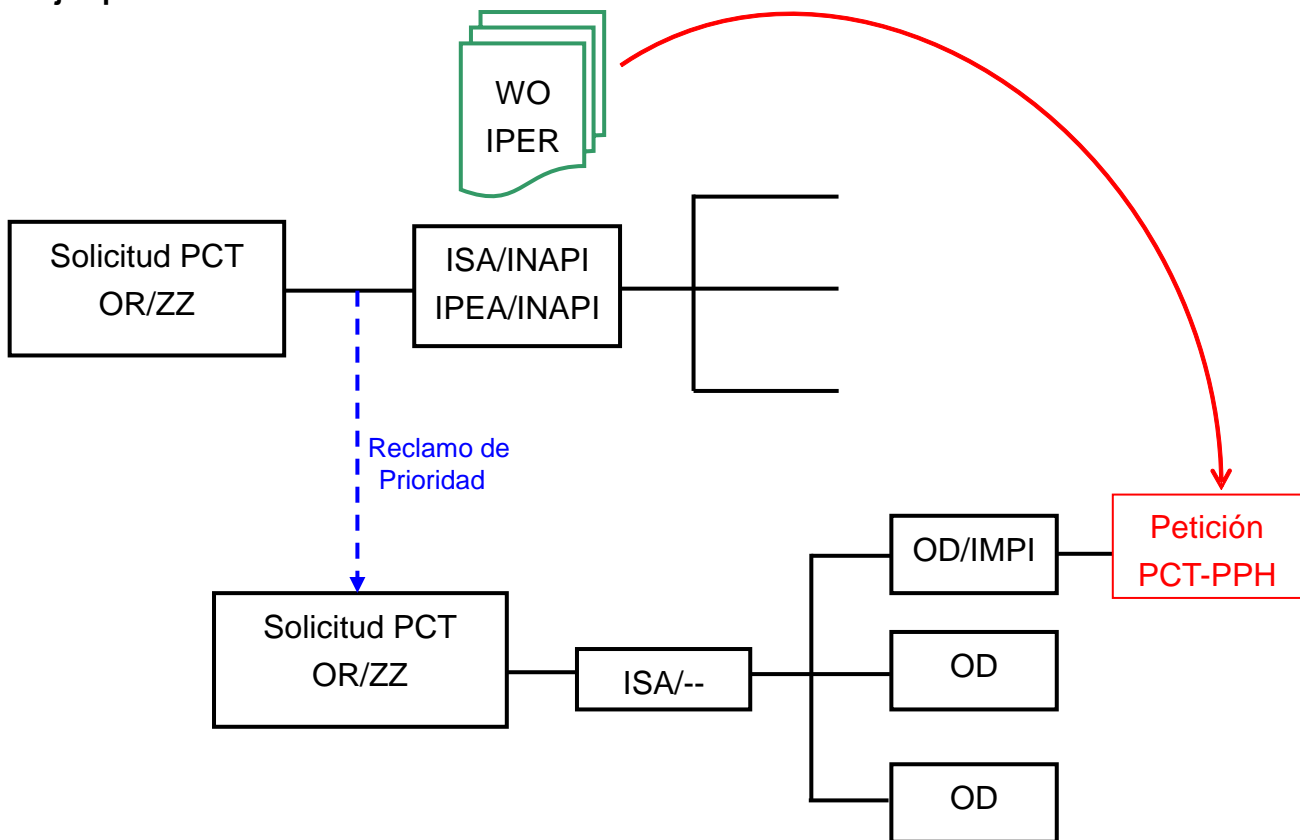 WO
IPER
Solicitud PCT
OR/ZZ
ISA/INAPI
IPEA/INAPI
Reclamo de
Prioridad
OD/IMPI
Petición
PCT-PPH
Solicitud PCT
OR/ZZ
ISA/--
OD
OD